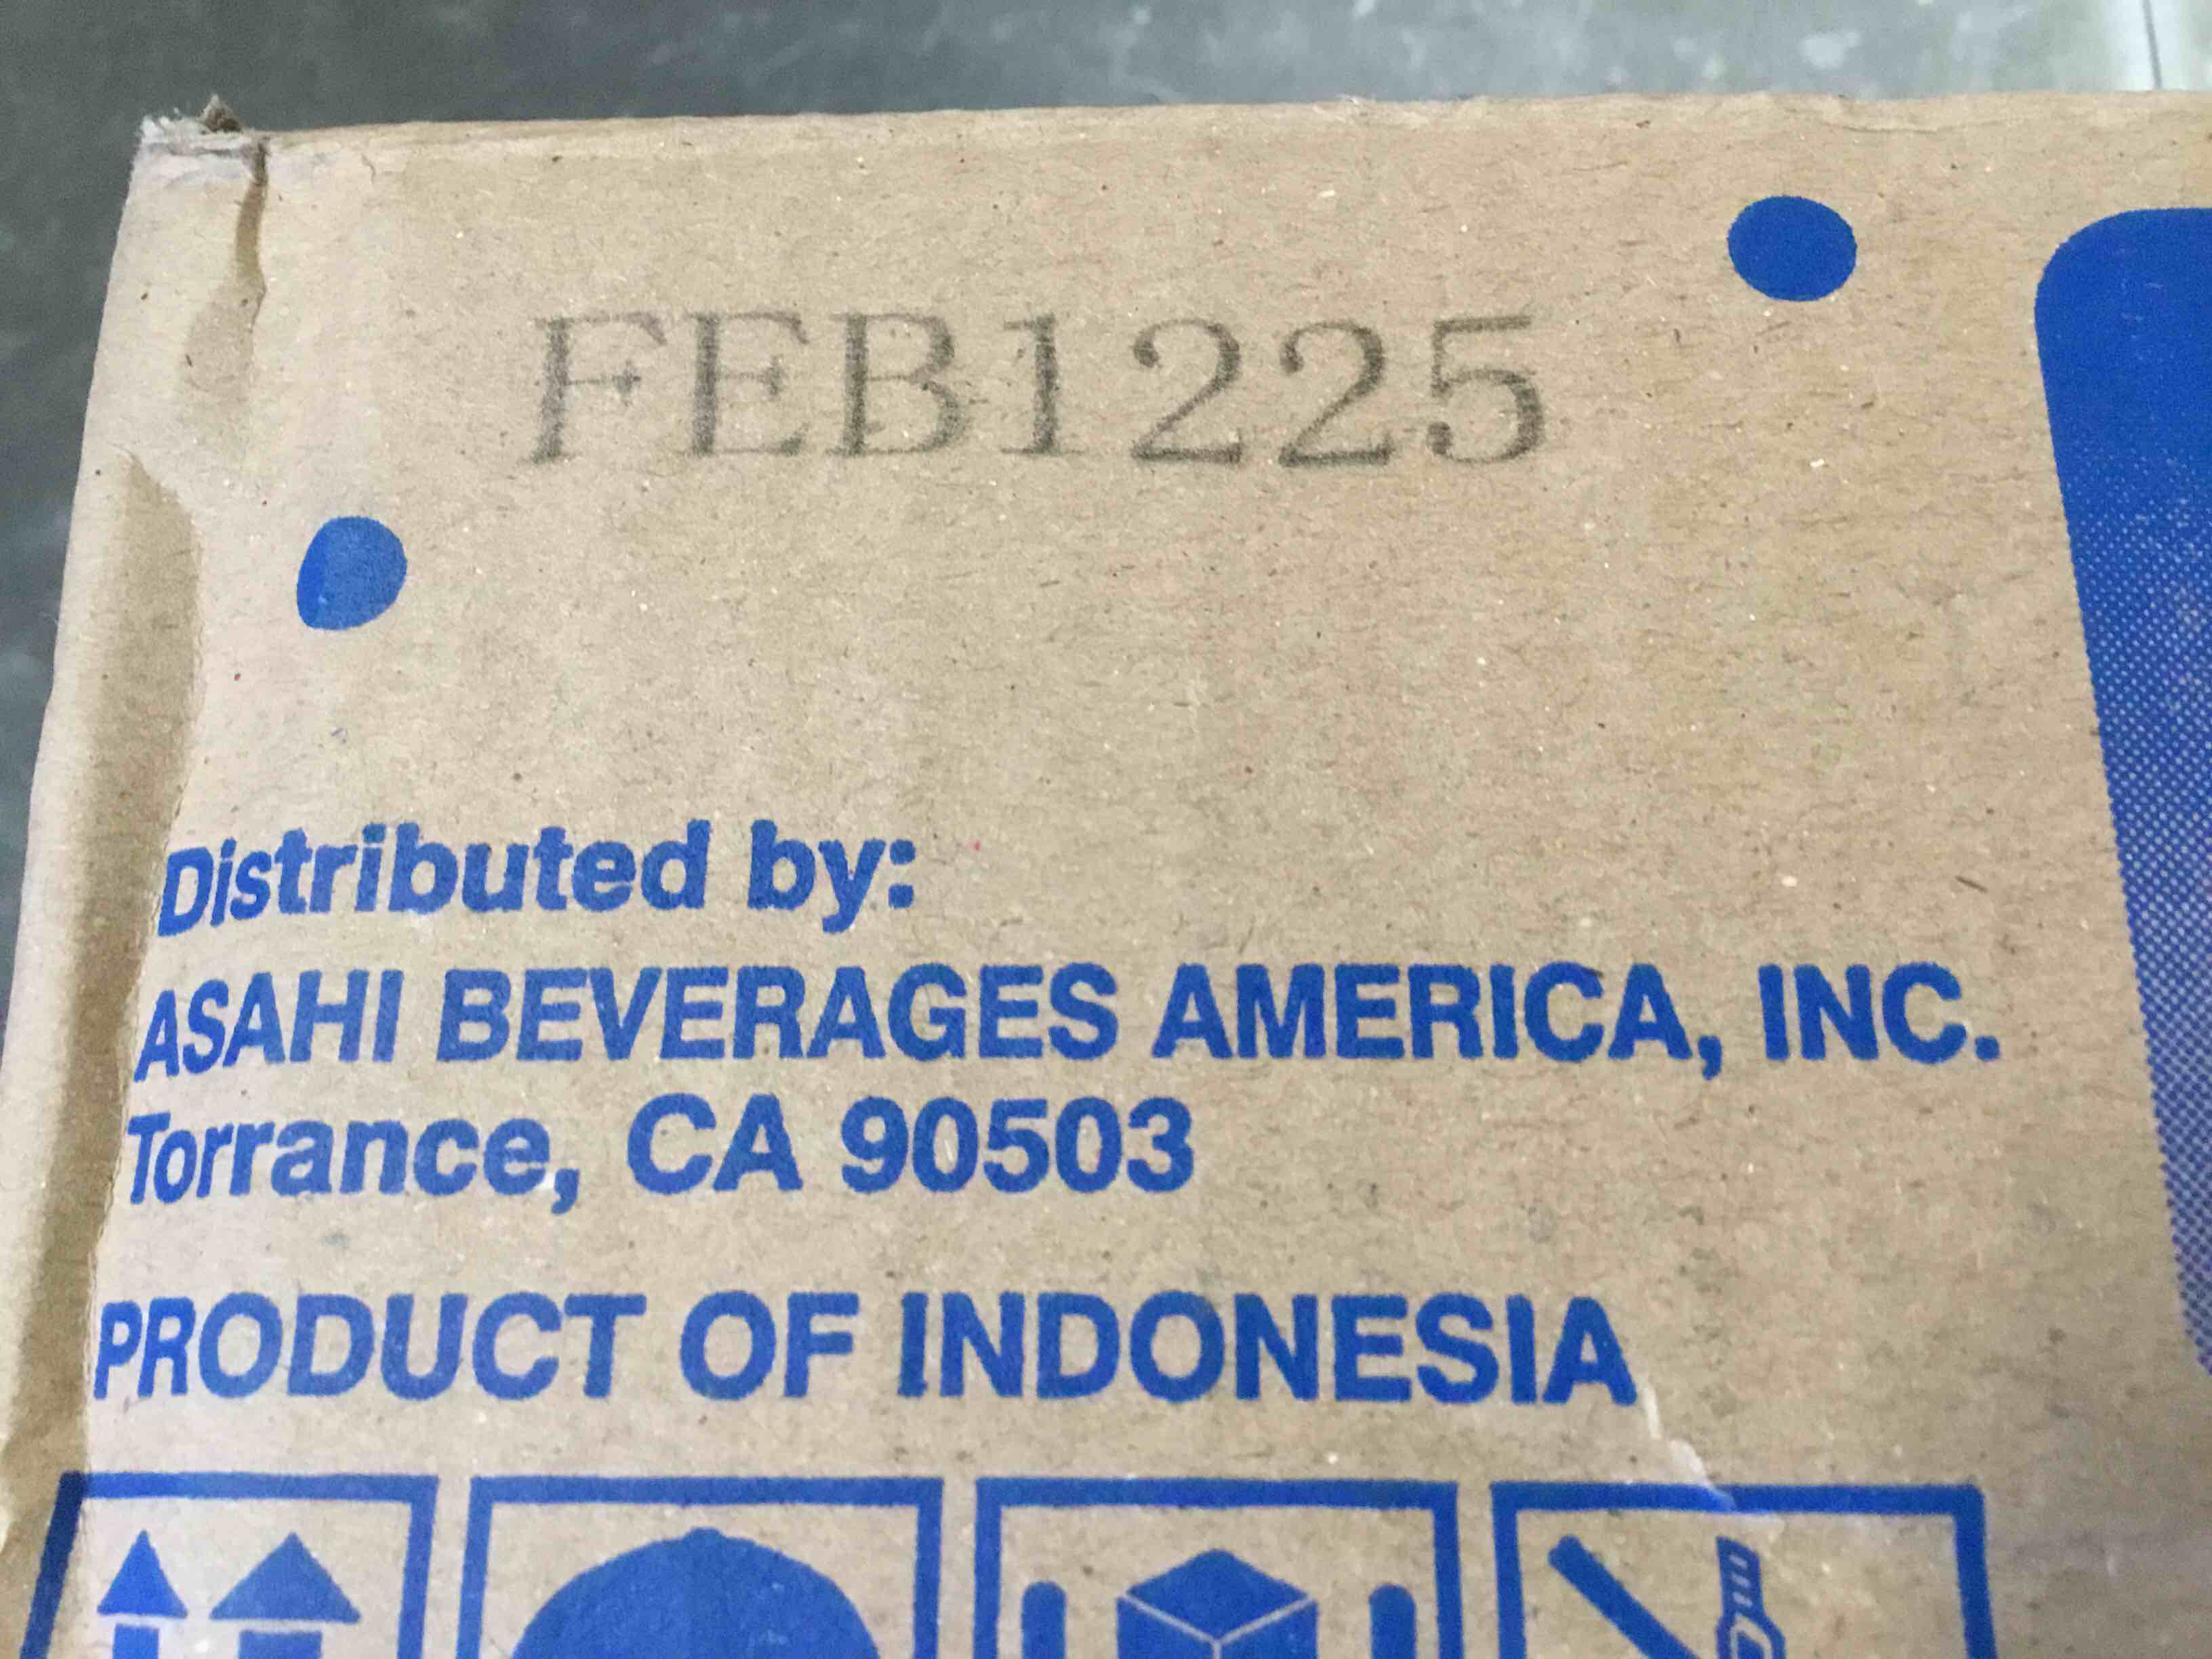 FEB1225
Distributed by:
ASAHI BEVERAGES AMERICA, INC.
Torrance, CA 90503
PRODUCT OF INDONESIA